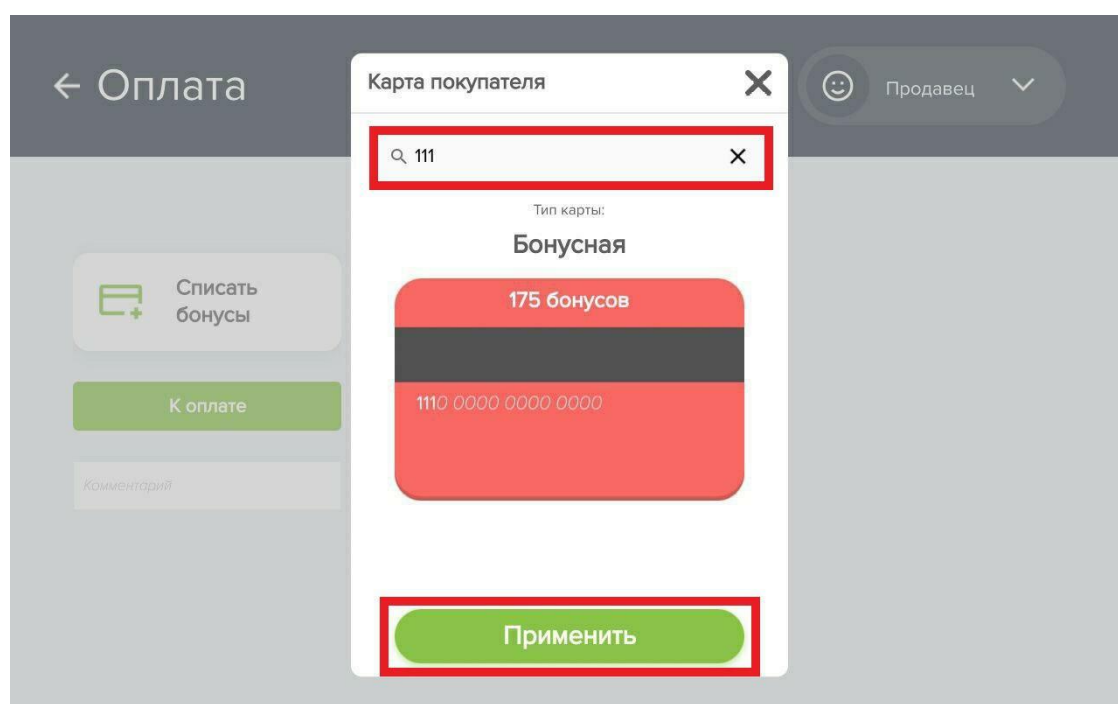 Оплата
Карта покупателя
Продавец
111
Тип карты:
Бонусная
175 бонусов
1110 0000 0000 0000
Списать
бонусы
К оплате
Комментарий
Применить